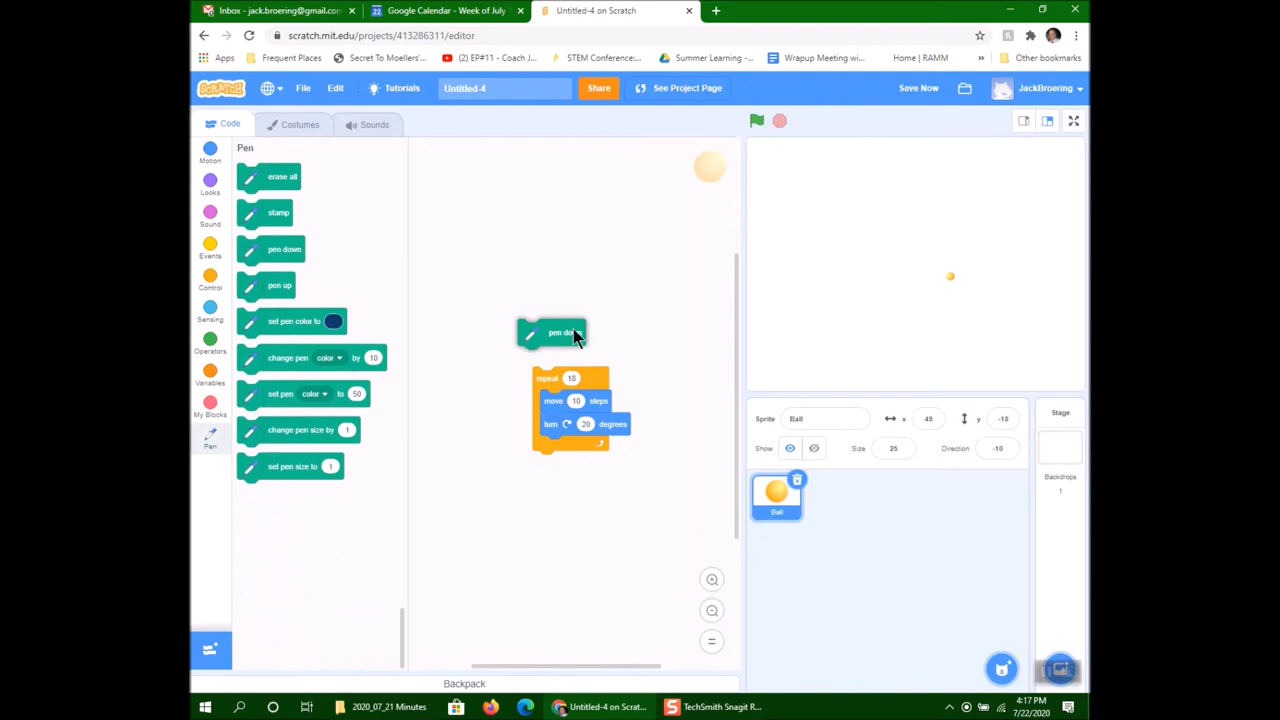 Inbox - jack.broering@gmail.com
Google Calendar - Week of July
Untitled-4 on Scratch
scratch.mit.edu/projects/413286311/editor
Apps Frequent Places Secret To Moellers'... (2) EP#11 - Coach J... STEM Conference:... Summer Learning -... Wrapup Meeting wi... Home | RAMM » Other bookmarks
SCRATCH File Edit Tutorials Untitled-4 Share See Project Page Save Now JackBroering
Code Costumes Sounds
Motion
Looks
Sound
Events
Control
Sensing
Operators
Variables
My Blocks
Pen
Pen
erase all
stamp
pen down
pen up
set pen color to
change pen color by 10
set pen color to 50
change pen size by 1
set pen size to 1
pen down
repeat 18
move 10 steps
turn 20 degrees
Sprite Ball x 49 y -18
Show Size 25 Direction -10
Ball
Stage
Backdrops
1
Backpack
2020_07_21 Minutes
Untitled-4 on Scrat...
TechSmith Snagit R...
4:17 PM
7/22/2020